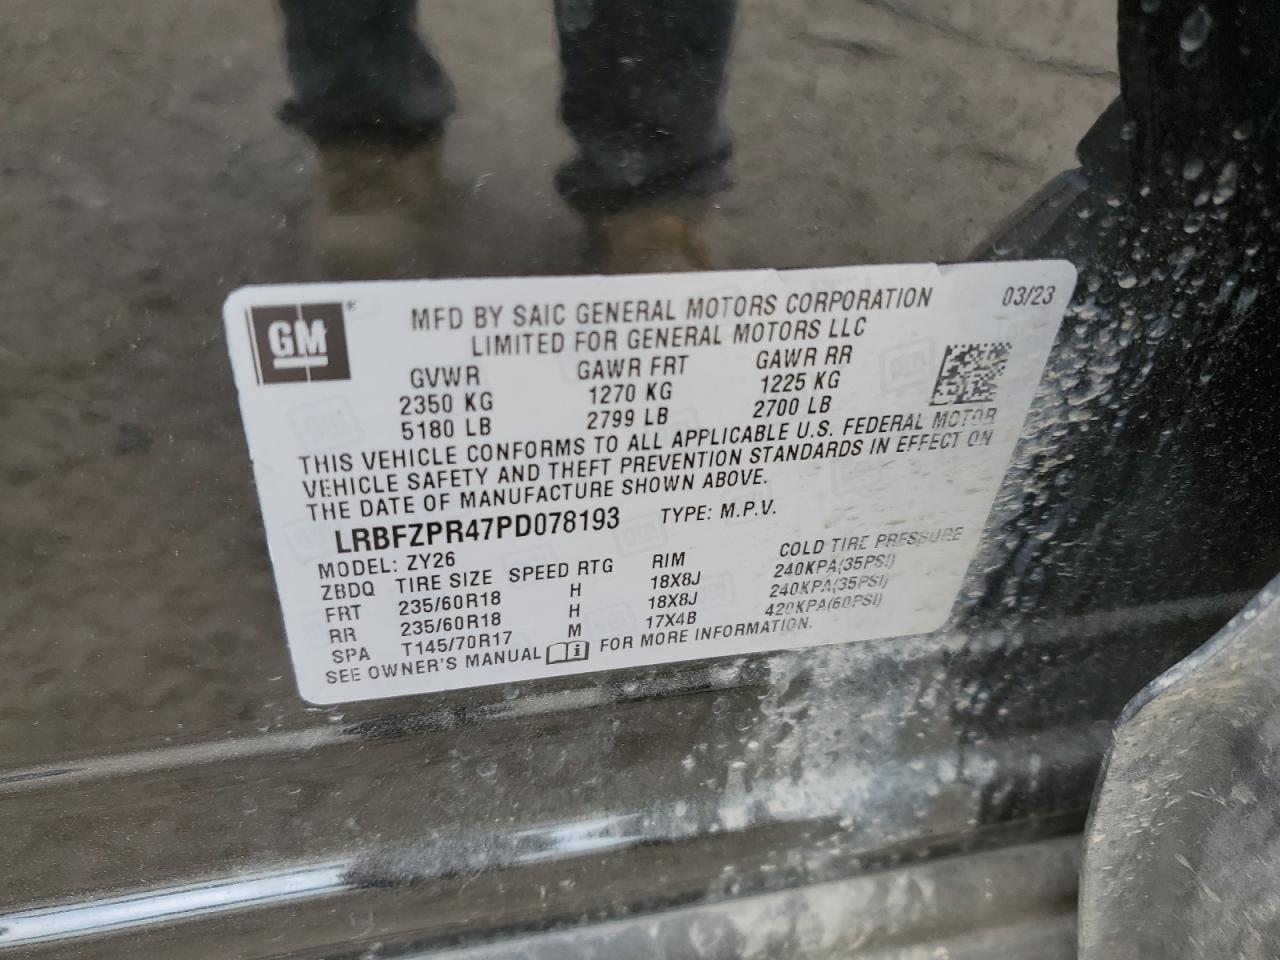 GM ®
MFD BY SAIC GENERAL MOTORS CORPORATION 03/23
LIMITED FOR GENERAL MOTORS LLC
GVWR GAWR FRT GAWR RR
2350 KG 1270 KG 1225 KG
5180 LB 2799 LB 2700 LB
THIS VEHICLE CONFORMS TO ALL APPLICABLE U.S. FEDERAL MOTOR
VEHICLE SAFETY AND THEFT PREVENTION STANDARDS IN EFFECT ON
THE DATE OF MANUFACTURE SHOWN ABOVE.
LRBFZPR47PD078193 TYPE: M.P.V.
MODEL: ZY26
ZBDQ TIRE SIZE SPEED RTG RIM COLD TIRE PRESSURE
FRT 235/60R18 H 18X8J 240KPA(35PSI)
RR 235/60R18 H 18X8J 240KPA(35PSI)
SPA T145/70R17 M 17X4B 420KPA(60PSI)
SEE OWNER'S MANUAL i FOR MORE INFORMATION.